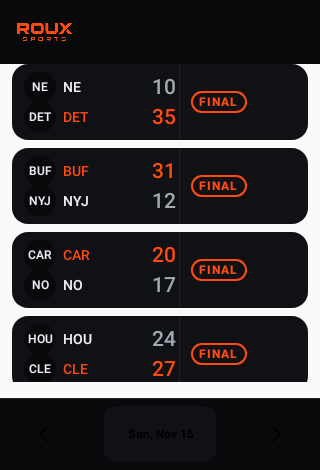 ROUX
SPORTS
NE NE 10
DET DET 35
FINAL
BUF BUF 31
NYJ NYJ 12
FINAL
CAR CAR 20
NO NO 17
FINAL
HOU HOU 24
CLE CLE 27
FINAL
Sun, Nov 15